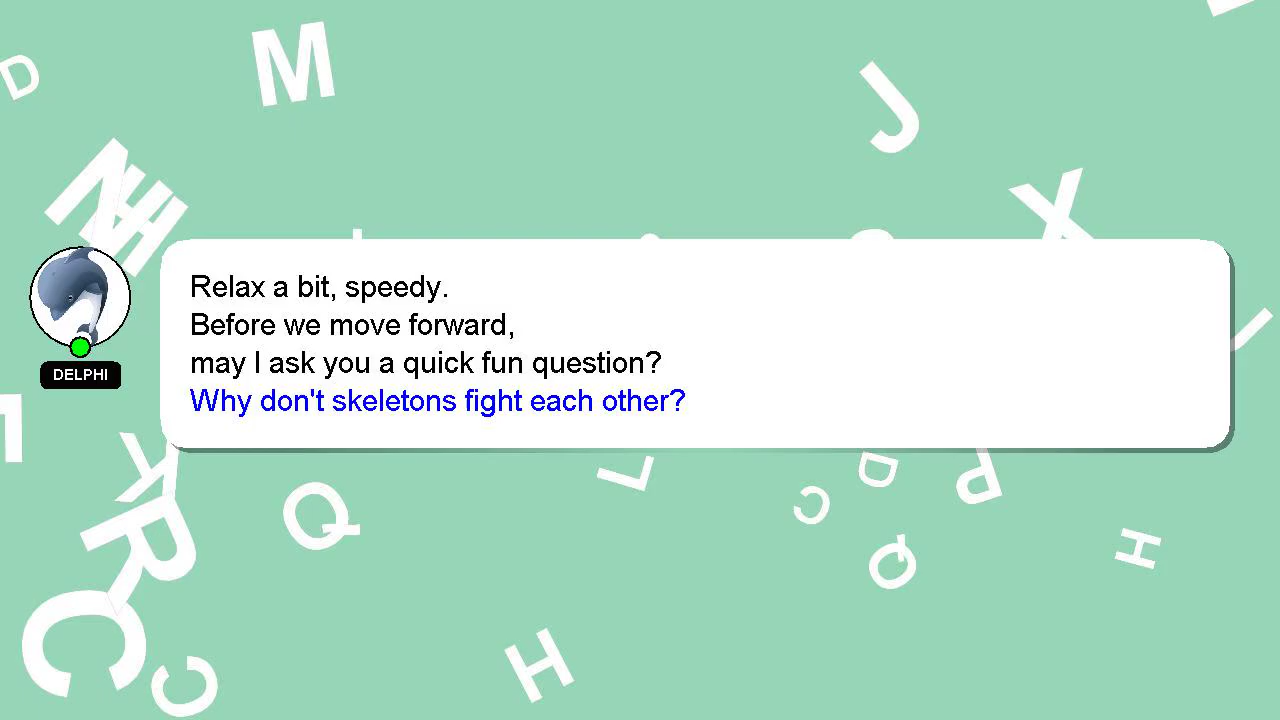 Relax a bit, speedy.
Before we move forward,
may I ask you a quick fun question?
Why don't skeletons fight each other?
DELPHI
D
M
J
N
H
X
R
Q
L
D
C
P
Q
H
C
H
C